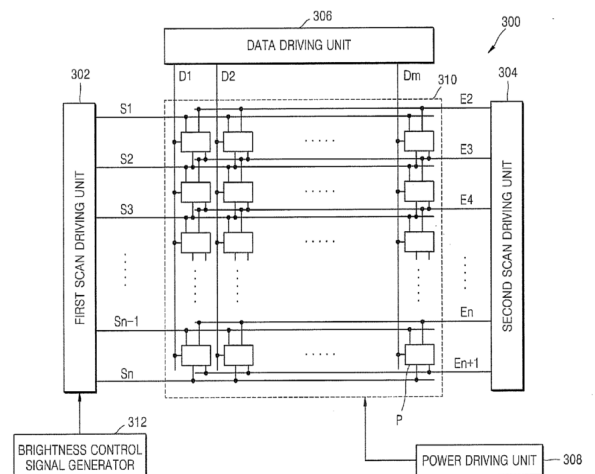 306
DATA DRIVING UNIT
300
302
D1 D2 Dm
310
304
S1
E2
S2
E3
S3
E4
FIRST SCAN DRIVING UNIT
SECOND SCAN DRIVING UNIT
Sn-1
En
Sn
En+1
P
312
BRIGHTNESS CONTROL
SIGNAL GENERATOR
POWER DRIVING UNIT
308